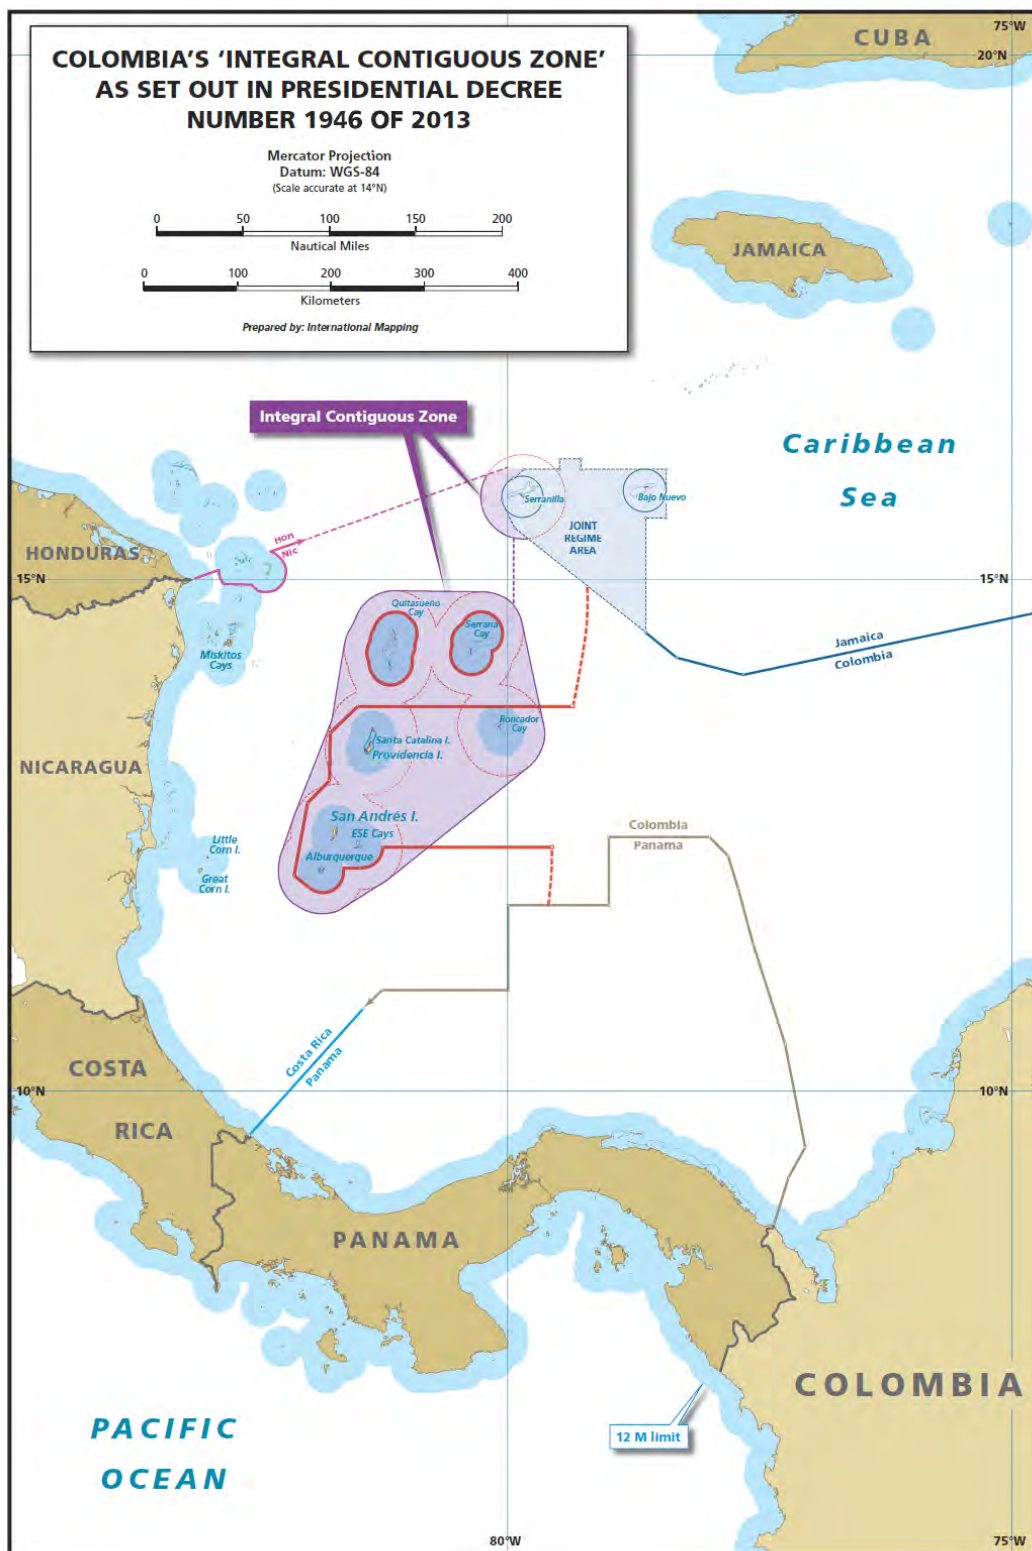 COLOMBIA'S 'INTEGRAL CONTIGUOUS ZONE'
AS SET OUT IN PRESIDENTIAL DECREE
NUMBER 1946 OF 2013
Mercator Projection
Datum: WGS-84
(Scale accurate at 14°N)
0 50 100 150 200
Nautical Miles
0 100 200 300 400
Kilometers
Prepared by: International Mapping
75°W
CUBA
20°N
JAMAICA
Integral Contiguous Zone
Caribbean
Sea
Serranilla
Bajo Nuevo
JOINT
REGIME
AREA
Hon
Nic
HONDURAS
15°N
15°N
Quitasueño
Cay
Serrana
Cay
Miskitos
Cays
Jamaica
Colombia
Roncador
Cay
Santa Catalina I.
Providencia I.
NICARAGUA
San Andrés I.
ESE Cays
Alburquerque
Little
Corn I.
Great
Corn I.
Colombia
Panama
Costa Rica
Panama
COSTA
RICA
10°N
10°N
PANAMA
COLOMBIA
12 M limit
PACIFIC
OCEAN
80°W
75°W